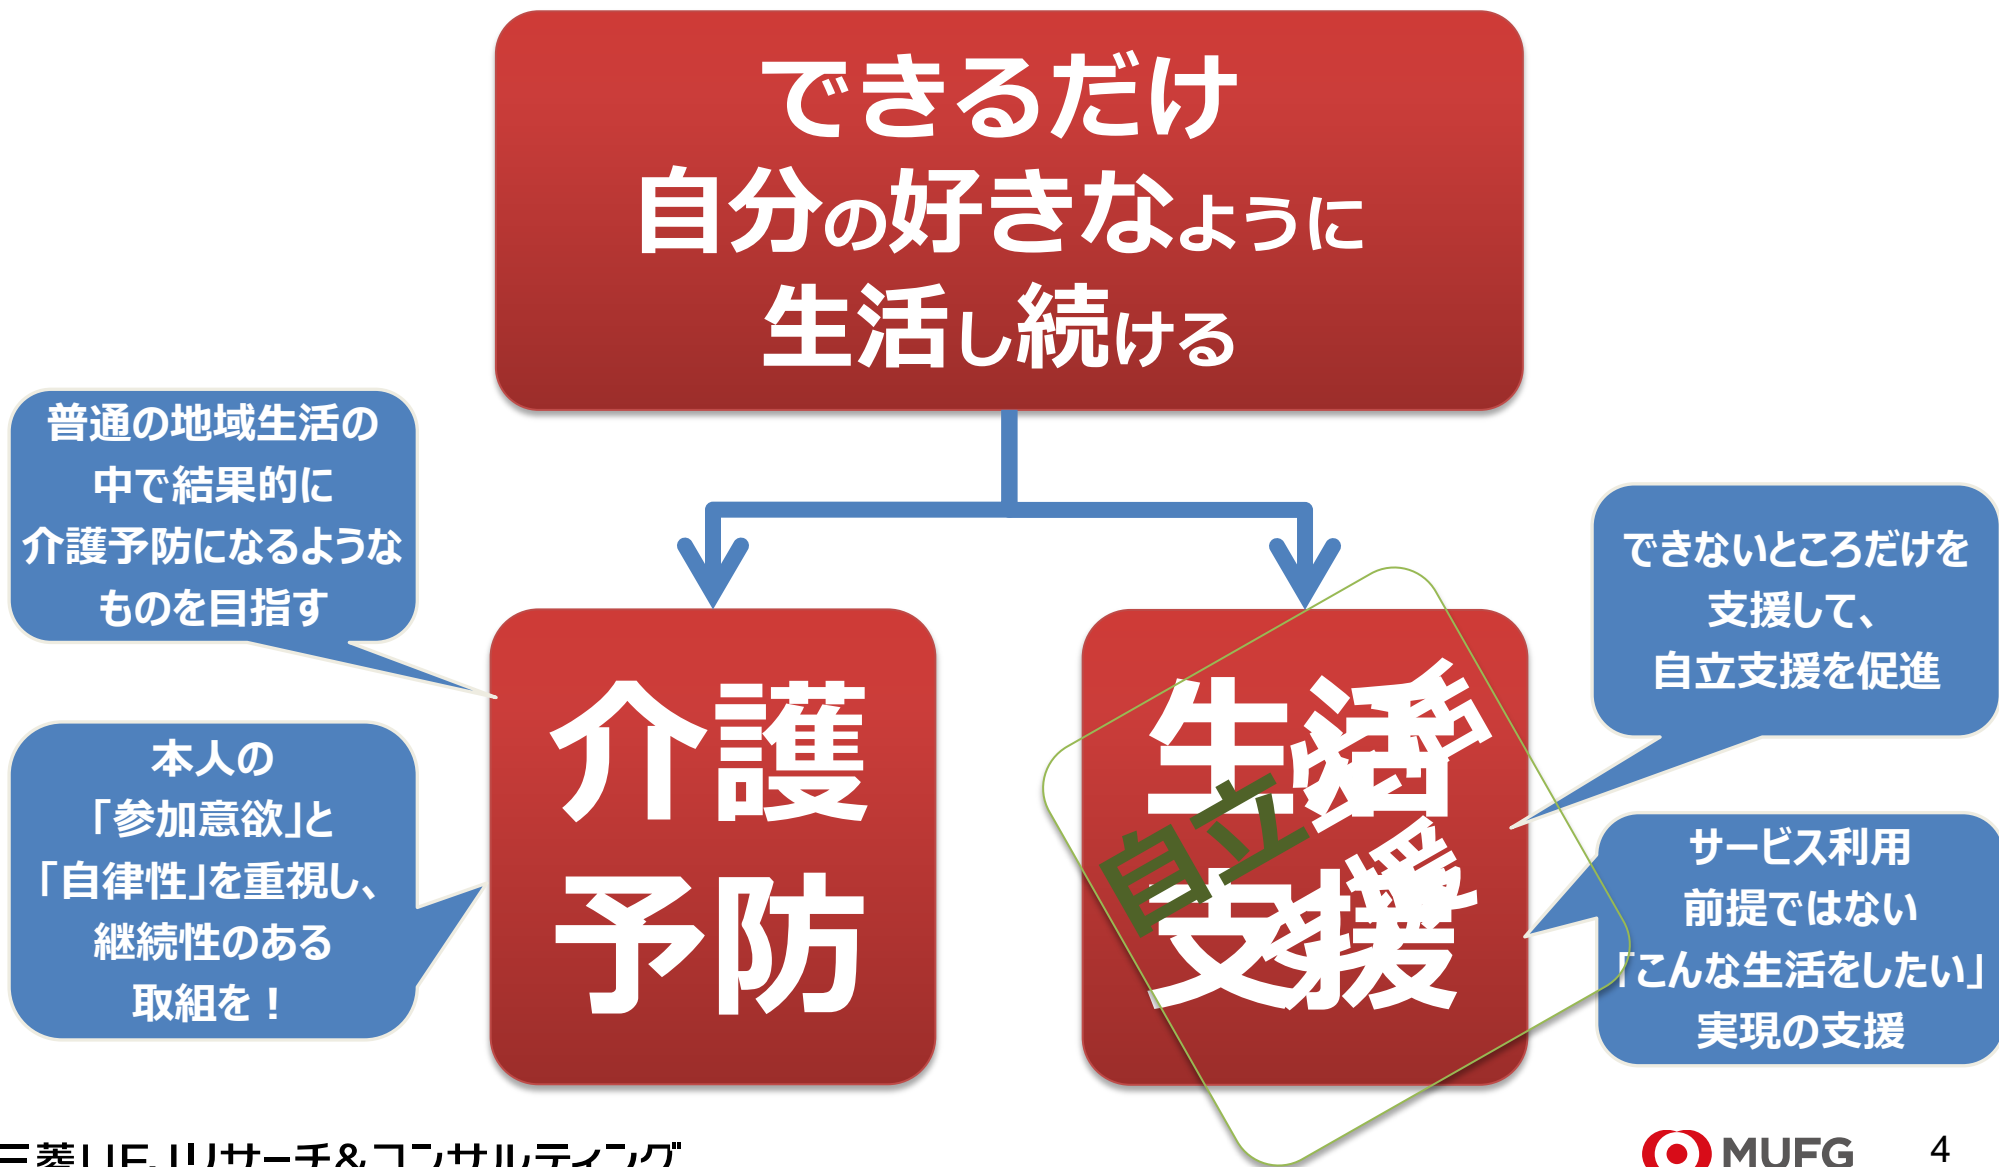 できるだけ
自分の好きなように
生活し続ける
普通の地域生活の
中で結果的に
介護予防になるような
ものを目指す
本人の
「参加意欲」と
「自律性」を重視し、
継続性のある
取組を！
介護
予防
生活
支援
自立
支援
できないところだけを
支援して、
自立支援を促進
サービス利用
前提ではない
「こんな生活をしたい」
実現の支援
三菱UFJリサーチ&コンサルティング
MUFG
4